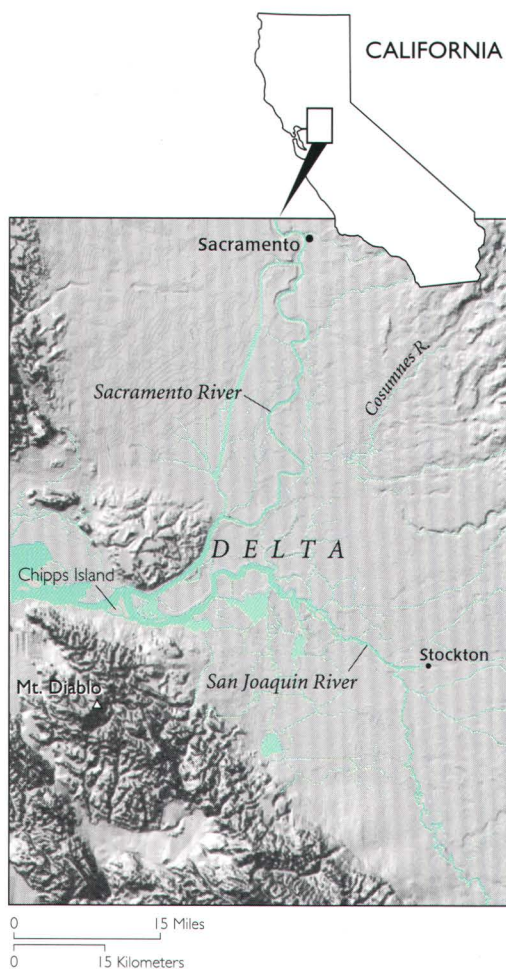 CALIFORNIA
Sacramento
Cosumnes R.
Sacramento River
DELTA
Chipps Island
Stockton
San Joaquin River
Mt. Diablo
0 15 Miles
0 15 Kilometers